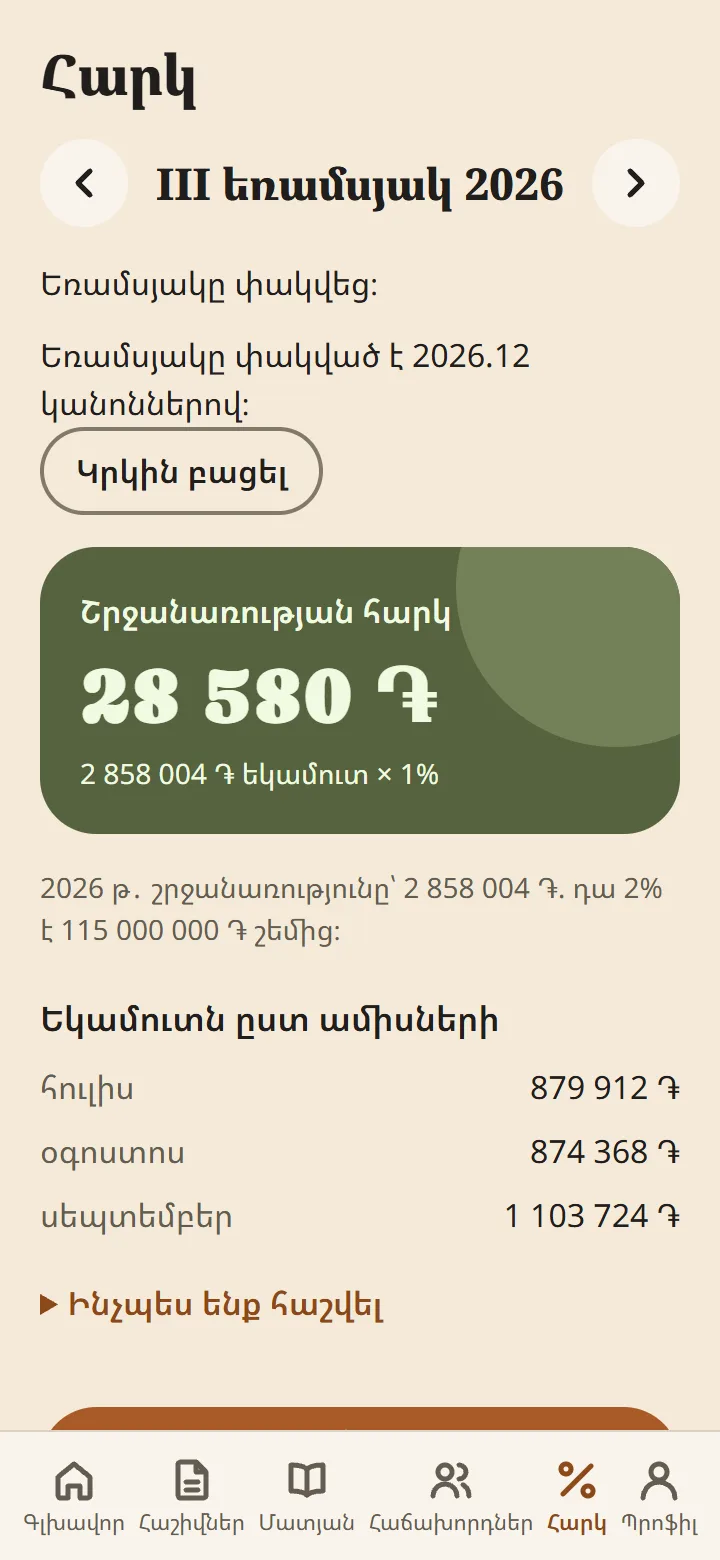 Հարկ
III եռամսյակ 2026
Եռամսյակը փակվեց:
Եռամսյակը փակված է 2026.12
կանոններով:
Կրկին բացել
Շրջանառության հարկ
28 580 ֏
2 858 004 ֏ եկամուտ × 1%
2026 թ. շրջանառությունը՝ 2 858 004 ֏. դա 2%
է 115 000 000 ֏ շեմից:
Եկամուտն ըստ ամիսների
հուլիս 879 912 ֏
օգոստոս 874 368 ֏
սեպտեմբեր 1 103 724 ֏
Ինչպես ենք հաշվել
Գլխավոր Հաշիվներ Մատյան Հաճախորդներ Հարկ Պրոֆիլ